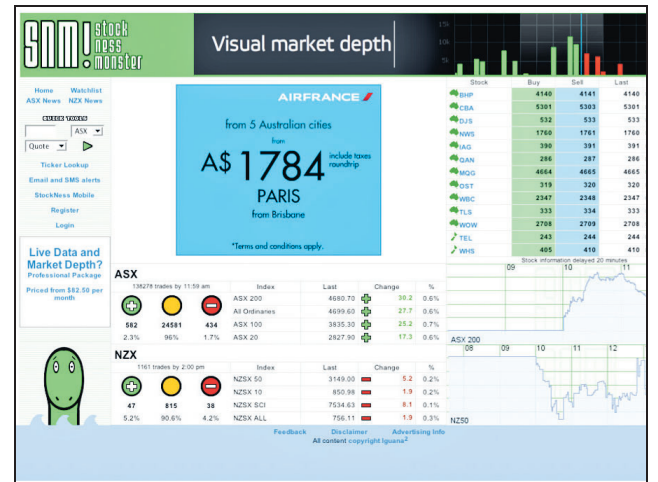 SNM! stock ness monster
Visual market depth
15k
10k
5k
Home Watchlist
ASX News NZX News
QUICK TOOLS
ASX
Quote
Ticker Lookup
Email and SMS alerts
StockNess Mobile
Register
Login
Live Data and
Market Depth?
Professional Package
Priced from $82.50 per
month
AIRFRANCE
from 5 Australian cities
from
A$ 1784 include taxes
roundtrip
PARIS
from Brisbane
*Terms and conditions apply.
Stock Buy Sell Last
BHP 4140 4141 4140
CBA 5301 5303 5301
DJS 532 533 533
NWS 1760 1761 1760
IAG 390 391 391
QAN 286 287 286
MQG 4664 4665 4665
OST 319 320 320
WBC 2347 2348 2347
TLS 333 334 333
WOW 2708 2709 2708
TEL 243 244 244
WHS 405 410 410
Stock information delayed 20 minutes
ASX
138278 trades by 11:59 am Index Last Change %
ASX 200 4680.70 30.2 0.6%
All Ordinaries 4699.60 27.7 0.6%
ASX 100 3835.30 25.2 0.7%
ASX 20 2827.90 17.3 0.6%
582 24581 434
2.3% 96% 1.7%
09 10 11
ASX 200
NZX
1161 trades by 2:00 pm Index Last Change %
NZSX 50 3149.00 5.2 0.2%
NZSX 10 850.98 1.9 0.2%
NZSX SCI 7534.63 8.1 0.1%
NZSX ALL 756.11 1.9 0.3%
47 815 38
5.2% 90.6% 4.2%
08 09 10 11 12
NZ50
Feedback Disclaimer Advertising Info
All content copyright Iguana2